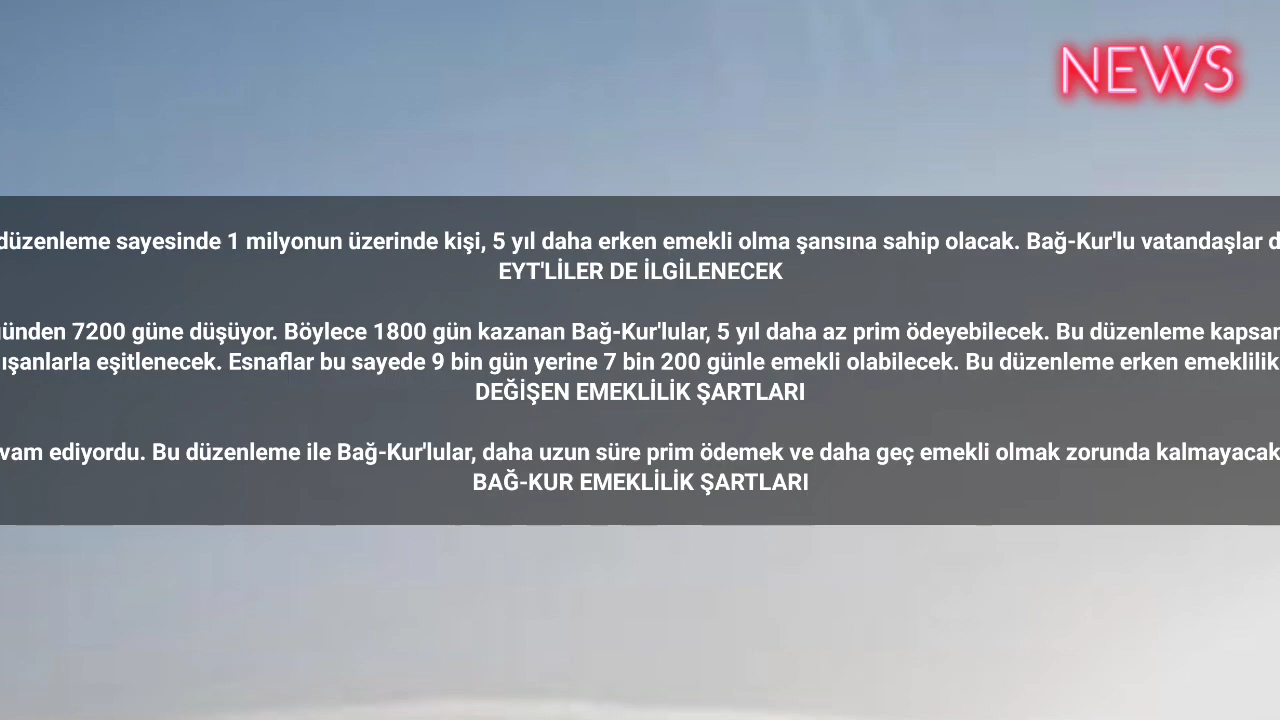 NEWS
düzenleme sayesinde 1 milyonun üzerinde kişi, 5 yıl daha erken emekli olma şansına sahip olacak. Bağ-Kur'lu vatandaşlar
EYT'LİLER DE İLGİLENECEK
7200 güne düşüyor. Böylece 1800 gün kazanan Bağ-Kur'lular, 5 yıl daha az prim ödeyebilecek. Bu düzenleme
eşitlenecek. Esnaflar bu sayede 9 bin gün yerine 7 bin 200 günle emekli olabilecek. Bu düzenleme erken emeklilik
DEĞİŞEN EMEKLİLİK ŞARTLARI
ediyordu. Bu düzenleme ile Bağ-Kur'lular, daha uzun süre prim ödemek ve daha geç emekli olmak zorunda kalmayacak
BAĞ-KUR EMEKLİLİK ŞARTLARI